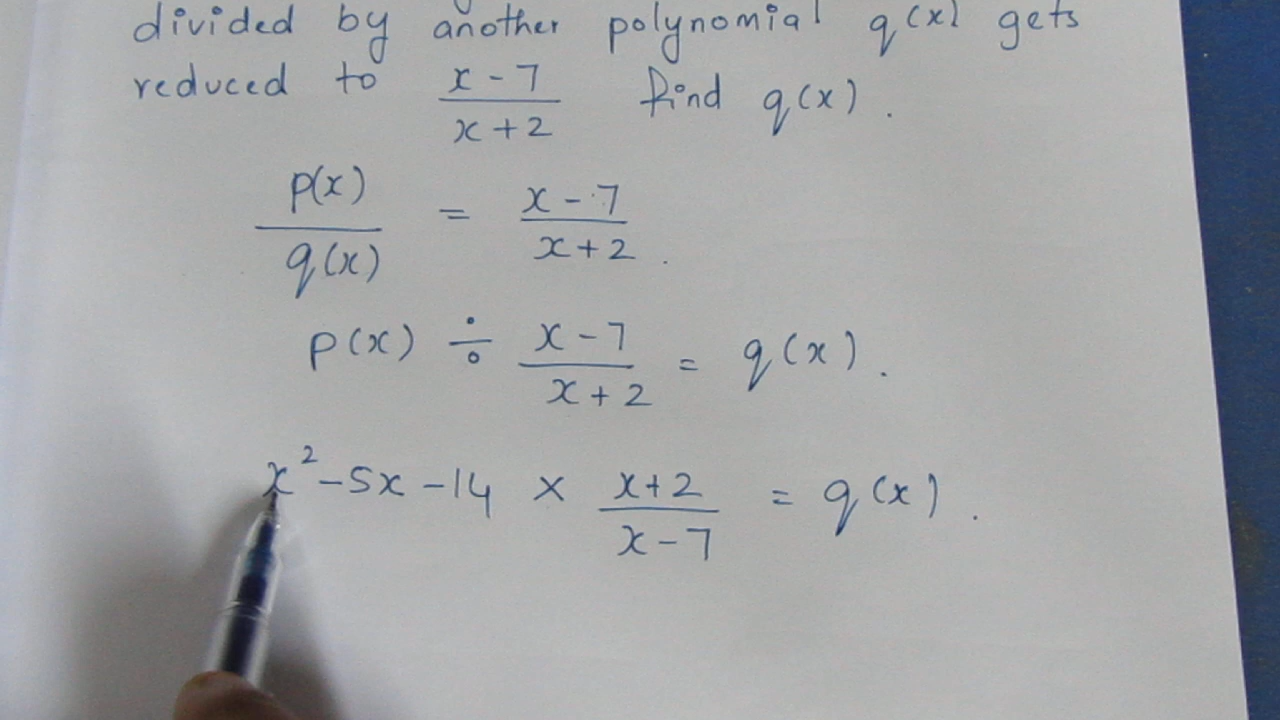 divided by another polynomial q(x) gets
reduced to x-7/x+2 find q(x).
p(x)/q(x) = x-7/x+2.
p(x) ÷ x-7/x+2 = q(x).
x²-5x-14 × x+2/x-7 = q(x).